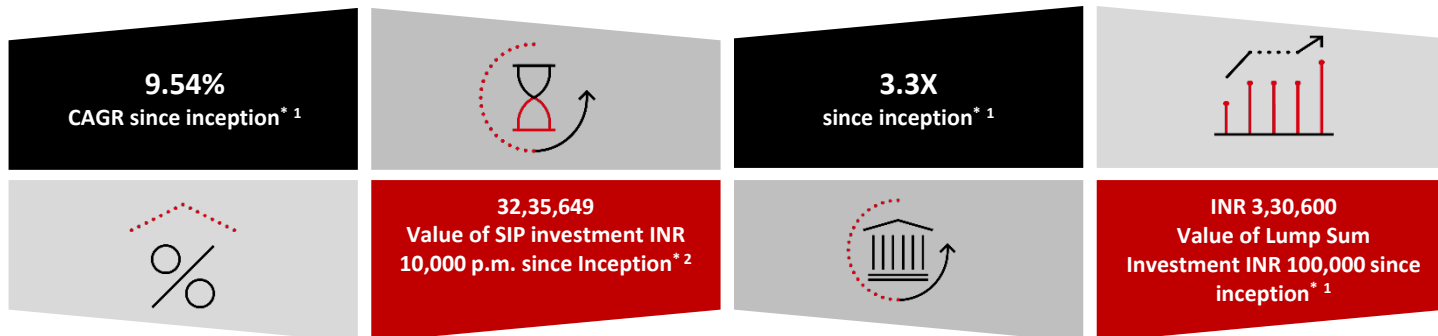 9.54%
CAGR since inception* 1
3.3X
since inception* 1
32,35,649
Value of SIP investment INR
10,000 p.m. since Inception* 2
INR 3,30,600
Value of Lump Sum
Investment INR 100,000 since
inception* 1